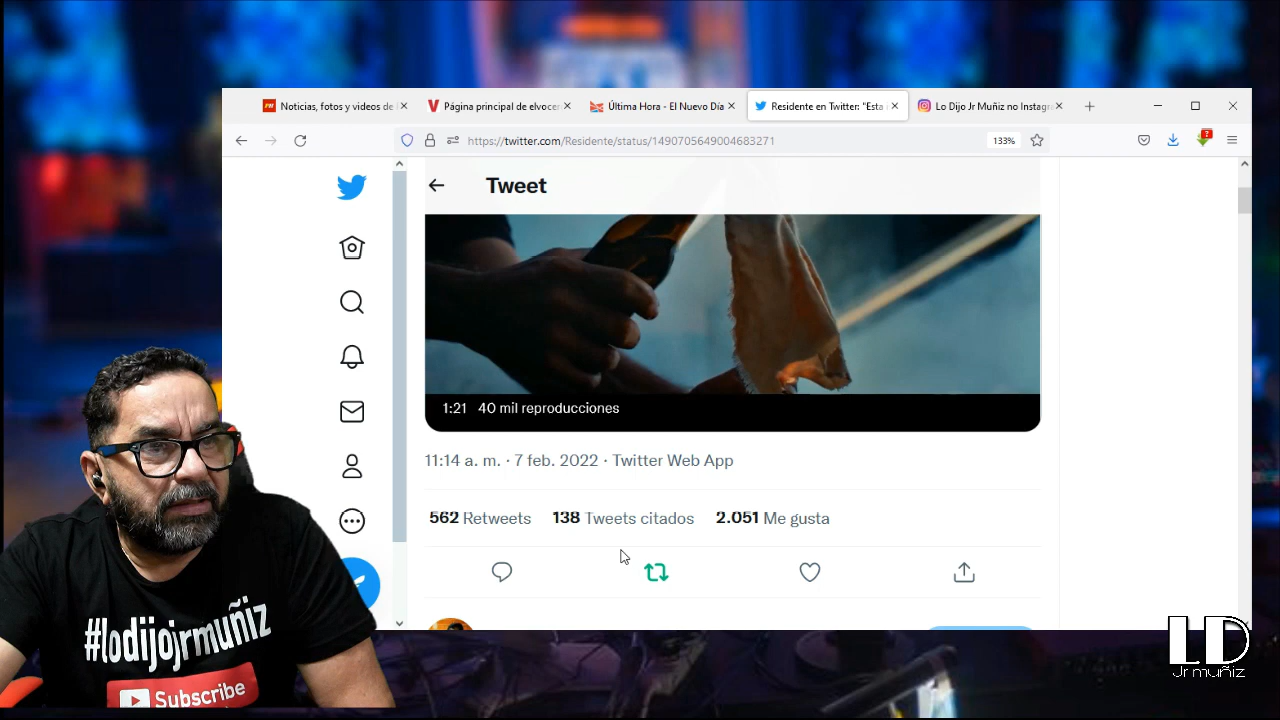 Noticias, fotos y videos de
Página principal de elvocer
Última Hora - El Nuevo Día
Residente en Twitter: "Esta
Lo Dijo Jr Muñiz no Instagr
https://twitter.com/Residente/status/1490705649004683271
133%
Tweet
1:21 40 mil reproducciones
11:14 a. m. · 7 feb. 2022 · Twitter Web App
562 Retweets 138 Tweets citados 2.051 Me gusta
#lodijojrmuñiz
Subscribe
LD
Jr muñiz